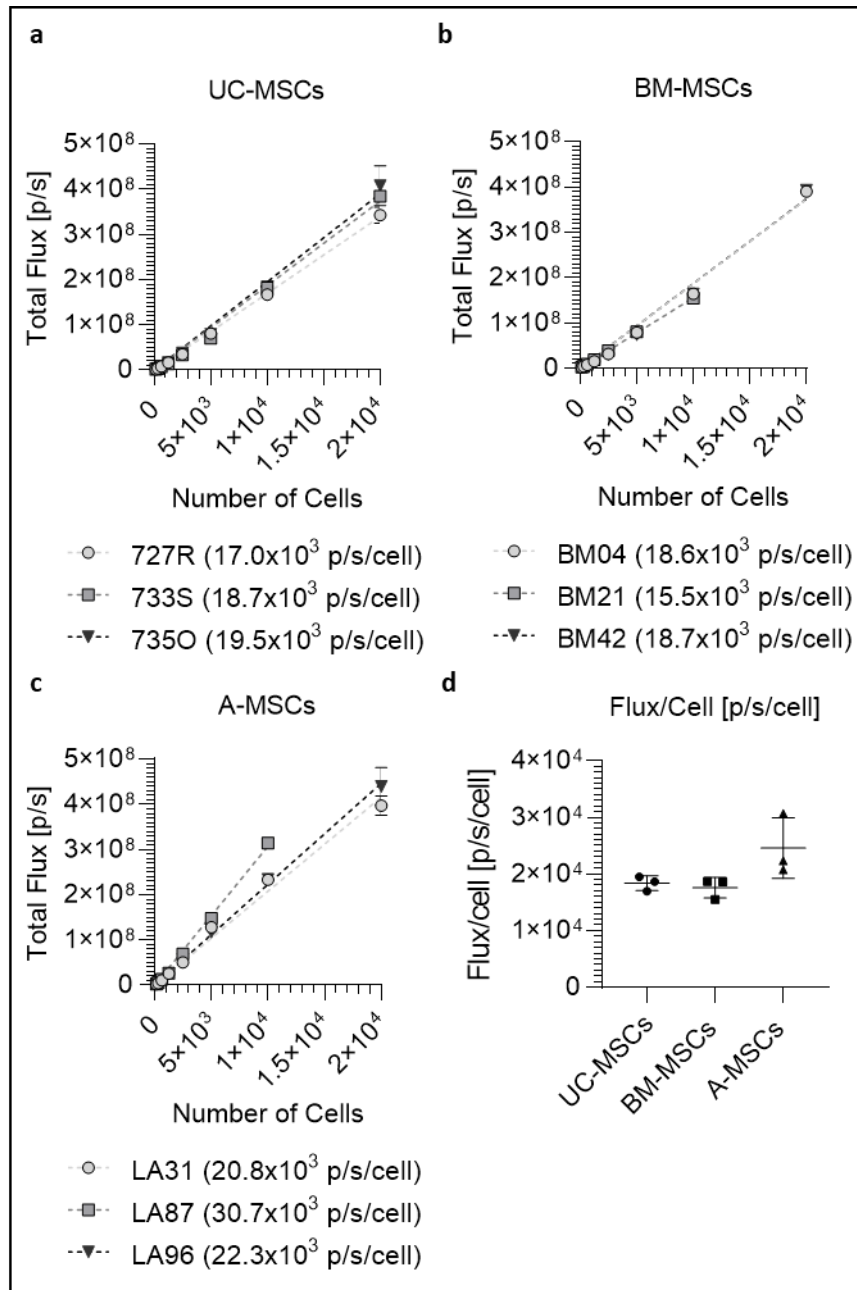 a
UC-MSCs
Total Flux [p/s]
5×10⁸
4×10⁸
3×10⁸
2×10⁸
1×10⁸
0
0
5×10³
1×10⁴
1.5×10⁴
2×10⁴
Number of Cells
727R (17.0x10³ p/s/cell)
733S (18.7x10³ p/s/cell)
735O (19.5x10³ p/s/cell)
b
BM-MSCs
Total Flux [p/s]
5×10⁸
4×10⁸
3×10⁸
2×10⁸
1×10⁸
0
0
5×10³
1×10⁴
1.5×10⁴
2×10⁴
Number of Cells
BM04 (18.6x10³ p/s/cell)
BM21 (15.5x10³ p/s/cell)
BM42 (18.7x10³ p/s/cell)
c
A-MSCs
Total Flux [p/s]
5×10⁸
4×10⁸
3×10⁸
2×10⁸
1×10⁸
0
0
5×10³
1×10⁴
1.5×10⁴
2×10⁴
Number of Cells
LA31 (20.8x10³ p/s/cell)
LA87 (30.7x10³ p/s/cell)
LA96 (22.3x10³ p/s/cell)
d
Flux/Cell [p/s/cell]
Flux/cell [p/s/cell]
4×10⁴
3×10⁴
2×10⁴
1×10⁴
0
UC-MSCs
BM-MSCs
A-MSCs